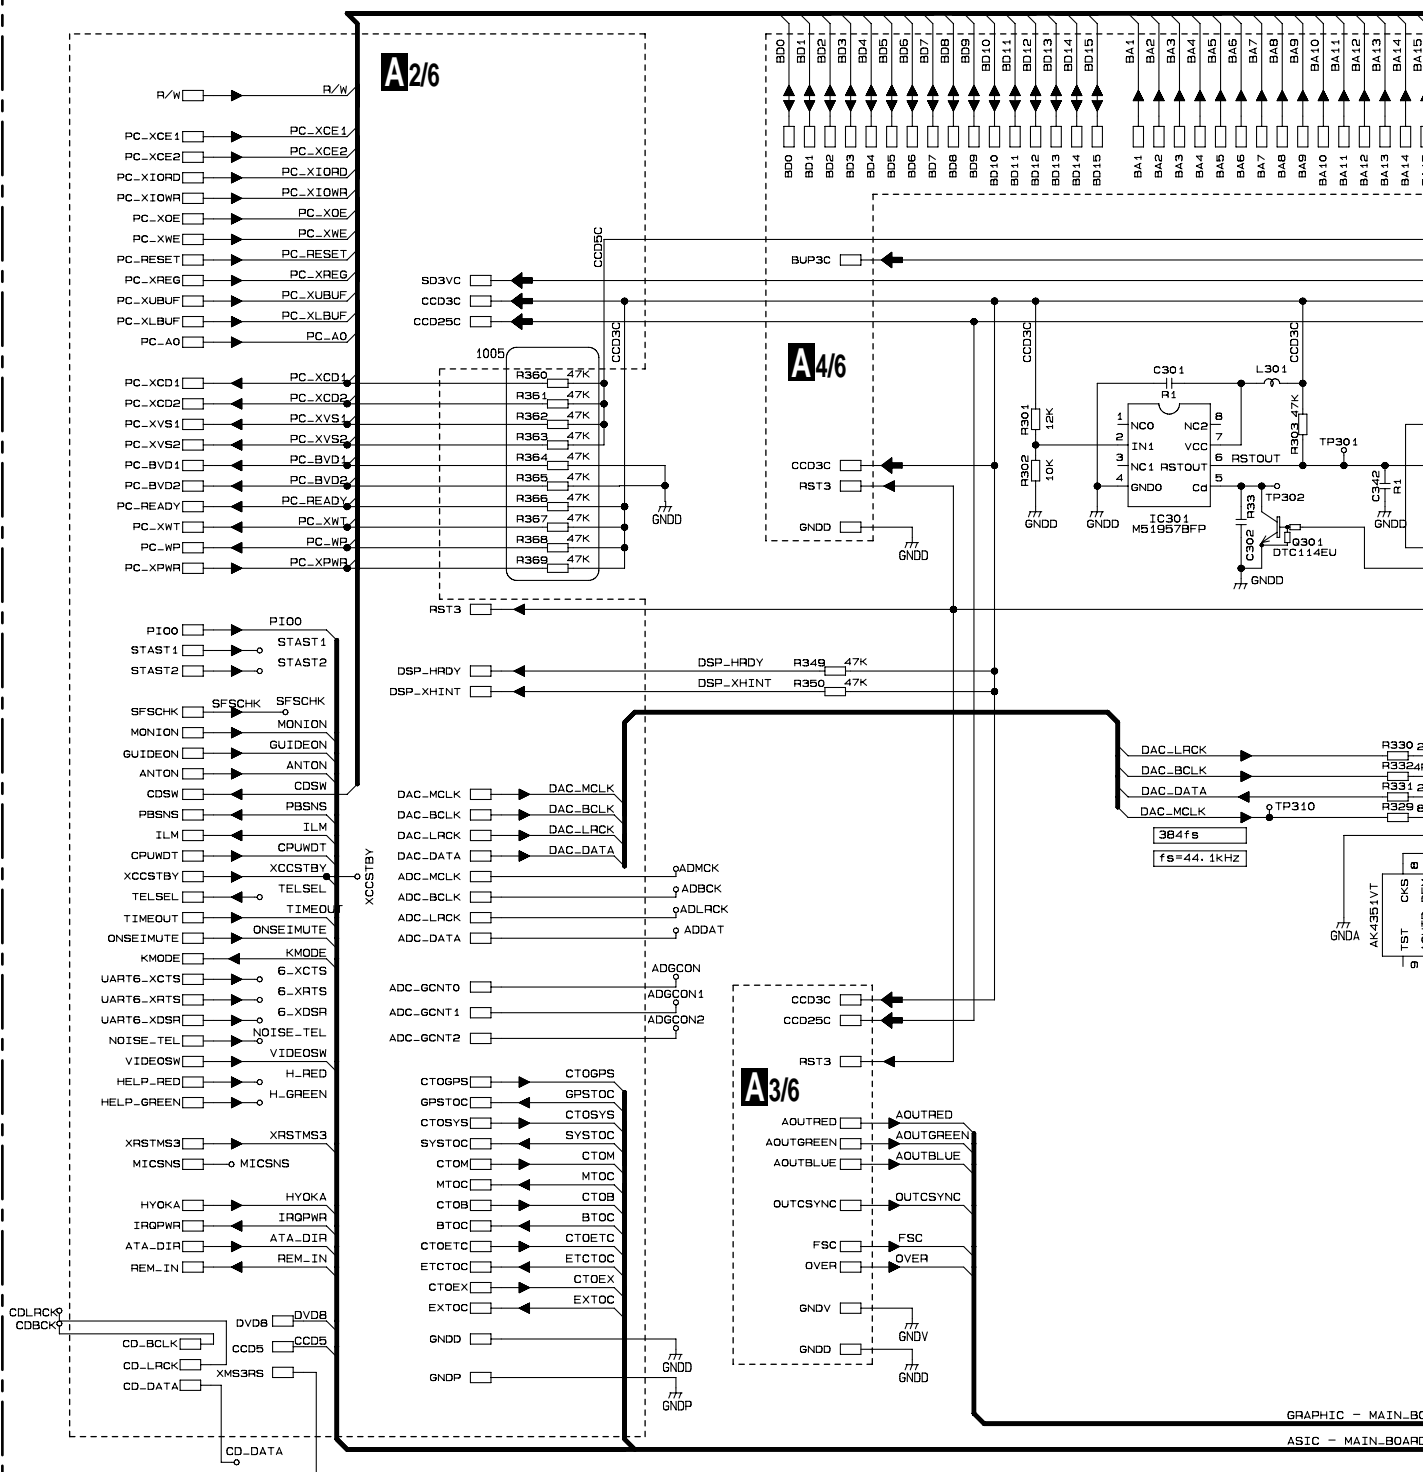 A 2/6
R/W R/W
PC_XCE1 PC_XCE1
PC_XCE2 PC_XCE2
PC_XIORD PC_XIORD
PC_XIOWR PC_XIOWR
PC_XOE PC_XOE
PC_XWE PC_XWE
PC_RESET PC_RESET
PC_XREG PC_XREG
PC_XUBUF PC_XUBUF
PC_XLBUF PC_XLBUF
PC_A0 PC_A0
PC_XCD1 PC_XCD1
PC_XCD2 PC_XCD2
PC_XVS1 PC_XVS1
PC_XVS2 PC_XVS2
PC_BVD1 PC_BVD1
PC_BVD2 PC_BVD2
PC_READY PC_READY
PC_XWT PC_XWT
PC_WP PC_WP
PC_XPWR PC_XPWR
PIO0 PIO0
STAST1 STAST1
STAST2 STAST2
SFSCHK SFSCHK SFSCHK
MONION MONION
GUIDEON GUIDEON
ANTON ANTON
CDSW CDSW
PBSNS PBSNS
ILM ILM
CPUWDT CPUWDT
XCCSTBY XCCSTBY
XCCSTBY
TELSEL TELSEL
TIMEOUT TIMEOUT
ONSEIMUTE ONSEIMUTE
KMODE KMODE
UART6_XCTS 6_XCTS
UART6_XRTS 6_XRTS
UART6_XDSR 6_XDSR
NOISE_TEL NOISE_TEL
VIDEOSW VIDEOSW
HELP_RED H_RED
HELP_GREEN H_GREEN
XRSTMS3 XRSTMS3
MICSNS MICSNS
HYOKA HYOKA
IRQPWR IRQPWR
ATA_DIR ATA_DIR
REM_IN REM_IN
CDLRCK
CDBCK
DVD8 DVD8
CD_BCLK
CCD5 CCD5
CD_LRCK
XMS3RS
CD_DATA
CD_DATA
CCD5C
SD3VC
CCD3C
CCD25C
CCD3C
1005
R360 47K
R361 47K
R362 47K
R363 47K
R364 47K
R365 47K
R366 47K
R367 47K
R368 47K
R369 47K
GNDD
RST3
DSP_HRDY DSP_HRDY R349 47K
DSP_XHINT DSP_XHINT R350 47K
DAC_MCLK DAC_MCLK
DAC_BCLK DAC_BCLK
DAC_LRCK DAC_LRCK
DAC_DATA DAC_DATA
ADC_MCLK ADMCK
ADC_BCLK ADBCK
ADC_LRCK ADLRCK
ADC_DATA ADDAT
ADC_GCNT0 ADGCON
ADC_GCNT1 ADGCON1
ADC_GCNT2 ADGCON2
CTOGPS CTOGPS
GPSTOC GPSTOC
CTOSYS CTOSYS
SYSTOC SYSTOC
CTOM CTOM
MTOC MTOC
CTOB CTOB
BTOC BTOC
CTOETC CTOETC
ETCTOC ETCTOC
CTOEX CTOEX
EXTOC EXTOC
GNDD
GNDD
GNDP
GNDP
BD0 BD1 BD2 BD3 BD4 BD5 BD6 BD7 BD8 BD9 BD10 BD11 BD12 BD13 BD14 BD15
BA1 BA2 BA3 BA4 BA5 BA6 BA7 BA8 BA9 BA10 BA11 BA12 BA13 BA14 BA15
BD0 BD1 BD2 BD3 BD4 BD5 BD6 BD7 BD8 BD9 BD10 BD11 BD12 BD13 BD14 BD15
BA1 BA2 BA3 BA4 BA5 BA6 BA7 BA8 BA9 BA10 BA11 BA12 BA13 BA14
BUP3C
A 4/6
CCD3C
RST3
GNDD
GNDD
CCD3C
R301 12K
R302 10K
GNDD
C301
R1
L301
CCD3C
R303 47K
1 NC0 NC2 8
2 IN1 VCC 7
3 NC1 RSTOUT 6 RSTOUT
4 GND0 Cd 5
GNDD
IC301
M51957BFP
TP301
TP302
C342 R1
GNDD
R33
C302
Q301
DTC114EU
GNDD
DAC_LRCK R330
DAC_BCLK R332
DAC_DATA R331
DAC_MCLK TP310 R329
384fs
fs=44.1kHz
GNDA
AK4351VT
CKS 8
TST 9
CCD3C
CCD25C
RST3
A 3/6
AOUTRED AOUTRED
AOUTGREEN AOUTGREEN
AOUTBLUE AOUTBLUE
OUTCSYNC OUTCSYNC
FSC FSC
OVER OVER
GNDV
GNDV
GNDD
GNDD
GRAPHIC - MAIN_BO
ASIC - MAIN_BOARD